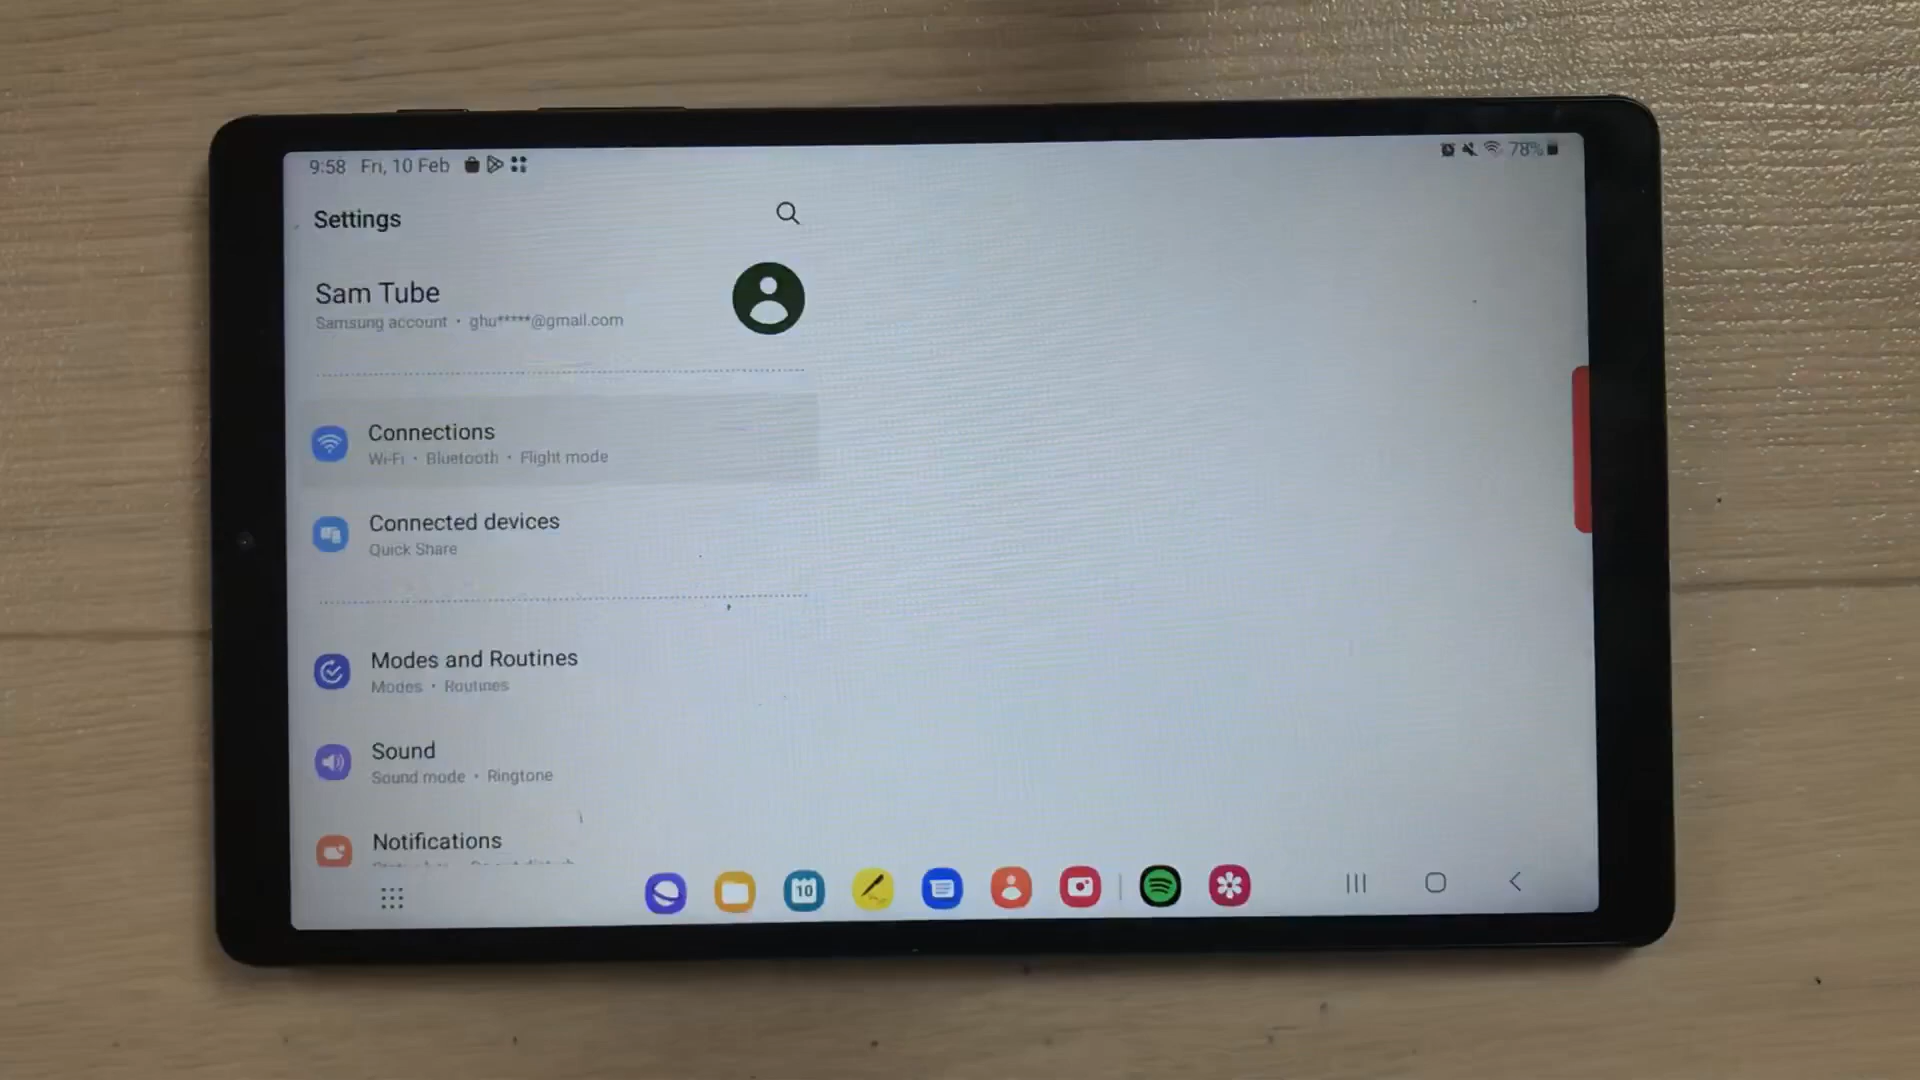 9:58 Fri, 10 Feb
78%
Settings
Sam Tube
Samsung account • ghu*****@gmail.com
Connections
Wi-Fi • Bluetooth • Flight mode
Connected devices
Quick Share
Modes and Routines
Modes • Routines
Sound
Sound mode • Ringtone
Notifications
10